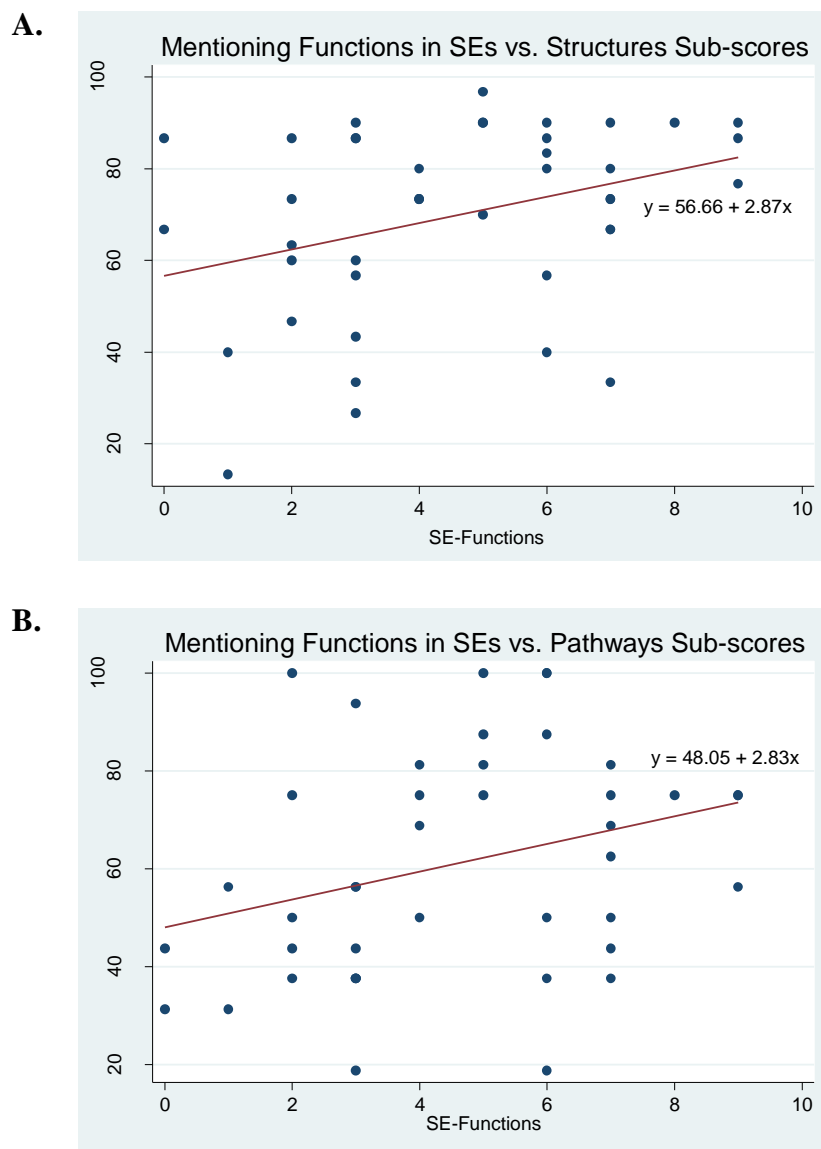 A.
Mentioning Functions in SEs vs. Structures Sub-scores
100
80
60
40
20
y = 56.66 + 2.87x
0 2 4 6 8 10
SE-Functions
B.
Mentioning Functions in SEs vs. Pathways Sub-scores
100
80
60
40
20
y = 48.05 + 2.83x
0 2 4 6 8 10
SE-Functions